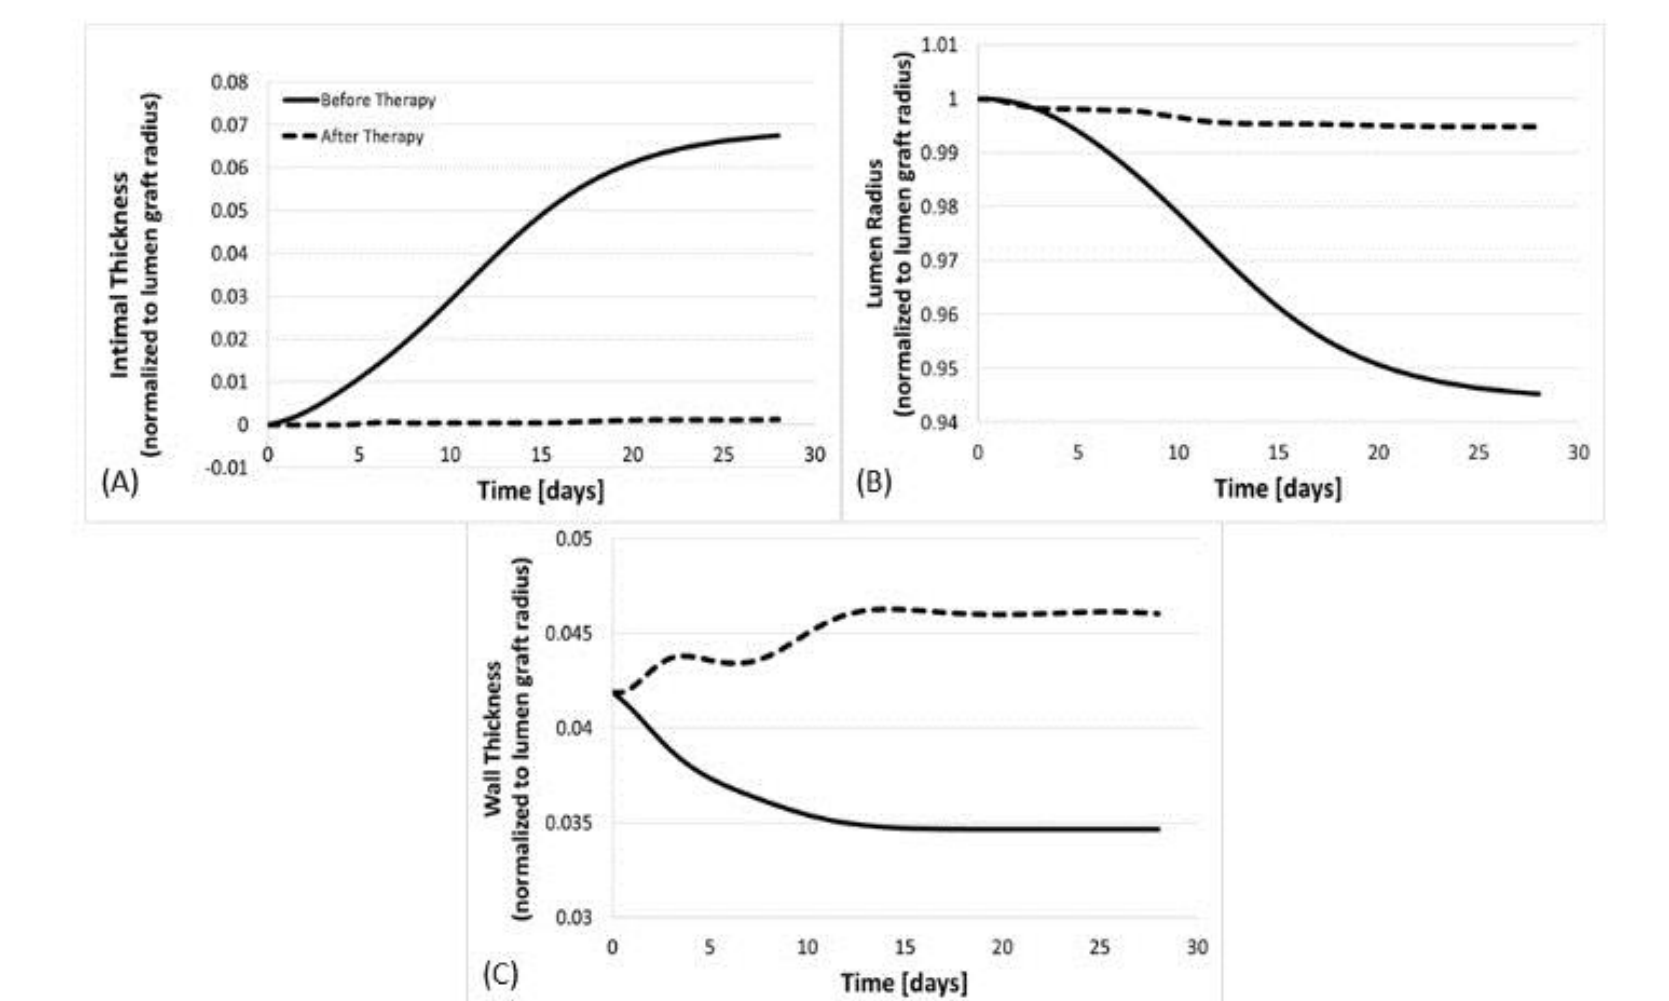 Intimal Thickness
(normalized to lumen graft radius)
0.08
0.07
0.06
0.05
0.04
0.03
0.02
0.01
0
-0.01
Before Therapy
After Therapy
0 5 10 15 20 25 30
Time [days]
(A)
Lumen Radius
(normalized to lumen graft radius)
1.01
1
0.99
0.98
0.97
0.96
0.95
0.94
0 5 10 15 20 25 30
Time [days]
(B)
Wall Thickness
(normalized to lumen graft radius)
0.05
0.045
0.04
0.035
0.03
0 5 10 15 20 25 30
Time [days]
(C)